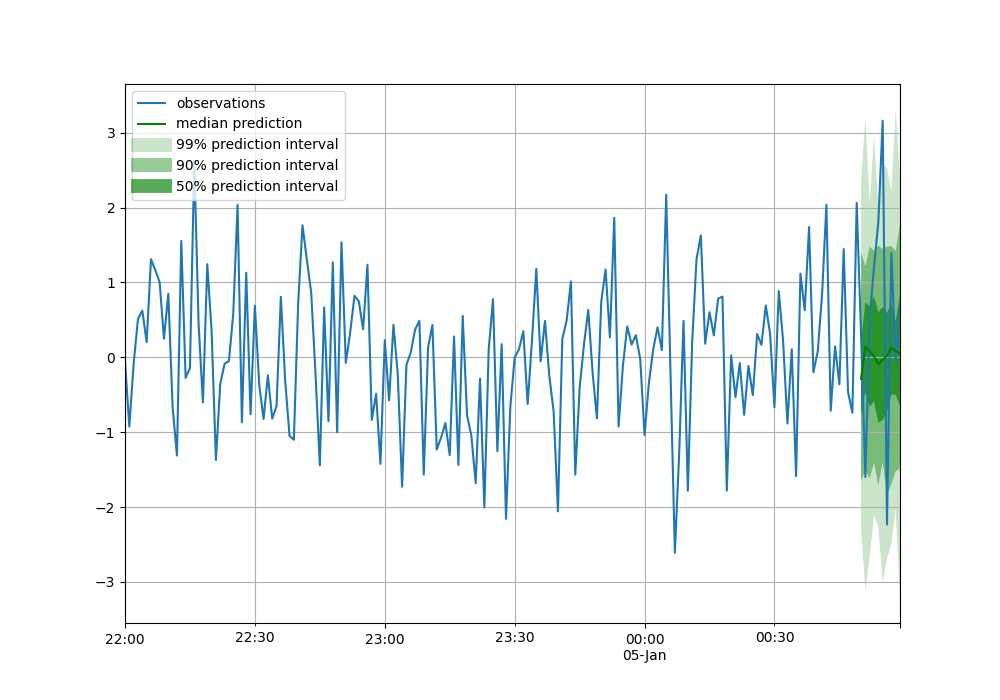 observations
median prediction
99% prediction interval
90% prediction interval
50% prediction interval
3
2
1
0
−1
−2
−3
22:00 22:30 23:00 23:30 00:00 00:30
05-Jan